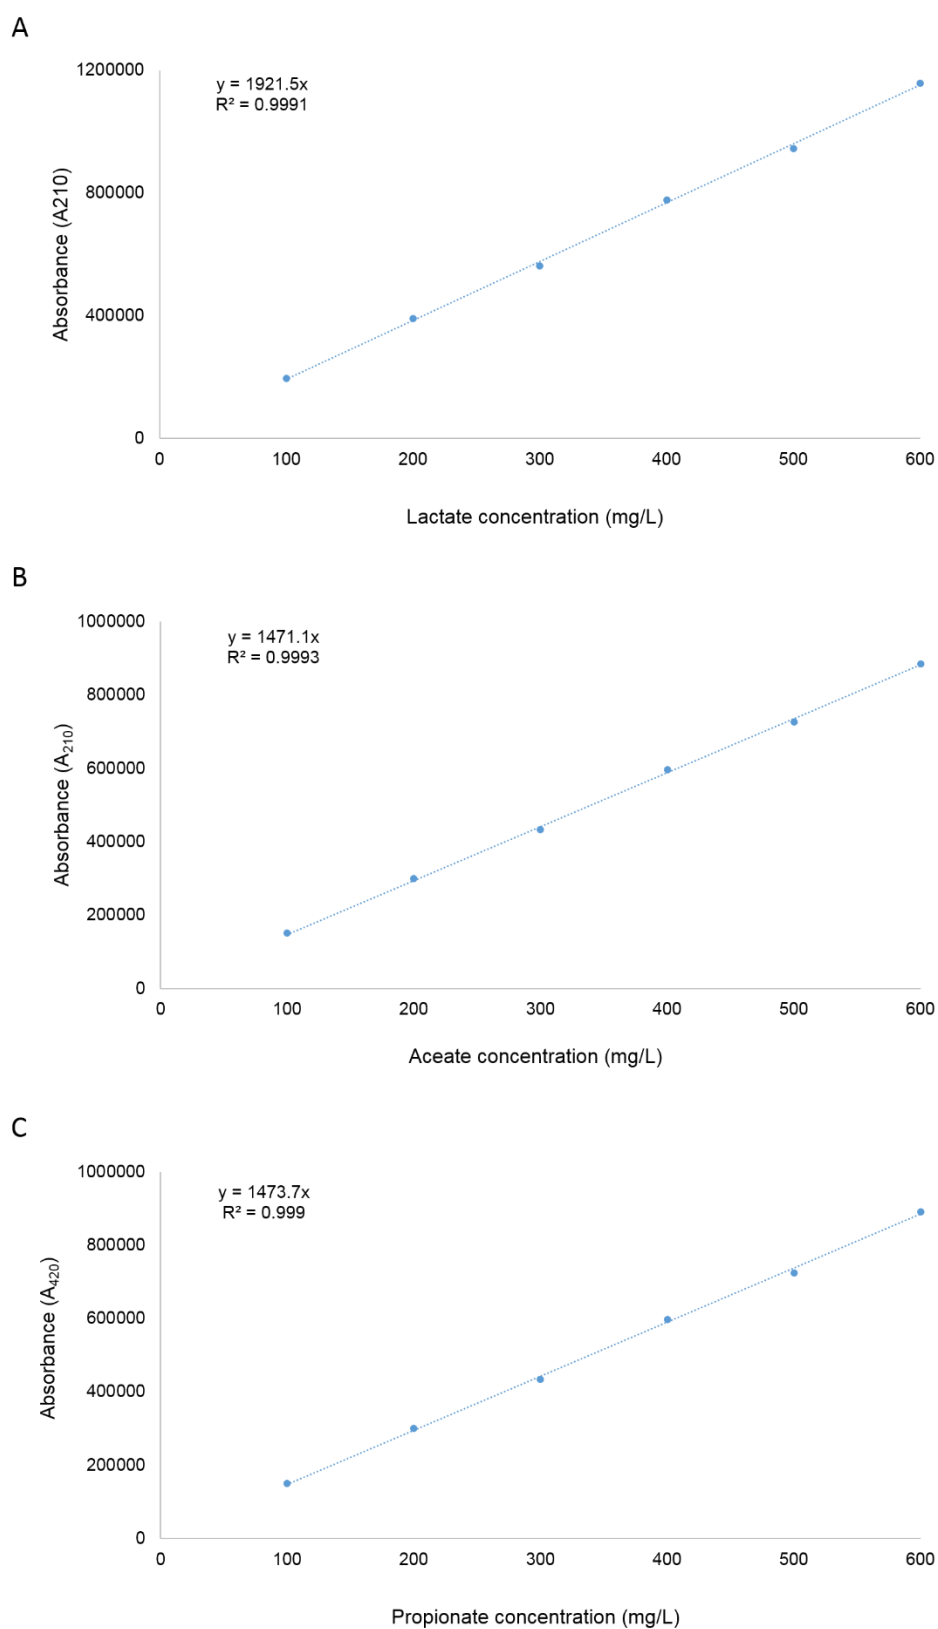 A
y = 1921.5x
R² = 0.9991
1200000
800000
400000
0
Absorbance (A210)
0 100 200 300 400 500 600
Lactate concentration (mg/L)
B
y = 1471.1x
R² = 0.9993
1000000
800000
600000
400000
200000
0
Absorbance (A₂₁₀)
0 100 200 300 400 500 600
Aceate concentration (mg/L)
C
y = 1473.7x
R² = 0.999
1000000
800000
600000
400000
200000
0
Absorbance (A₄₂₀)
0 100 200 300 400 500 600
Propionate concentration (mg/L)